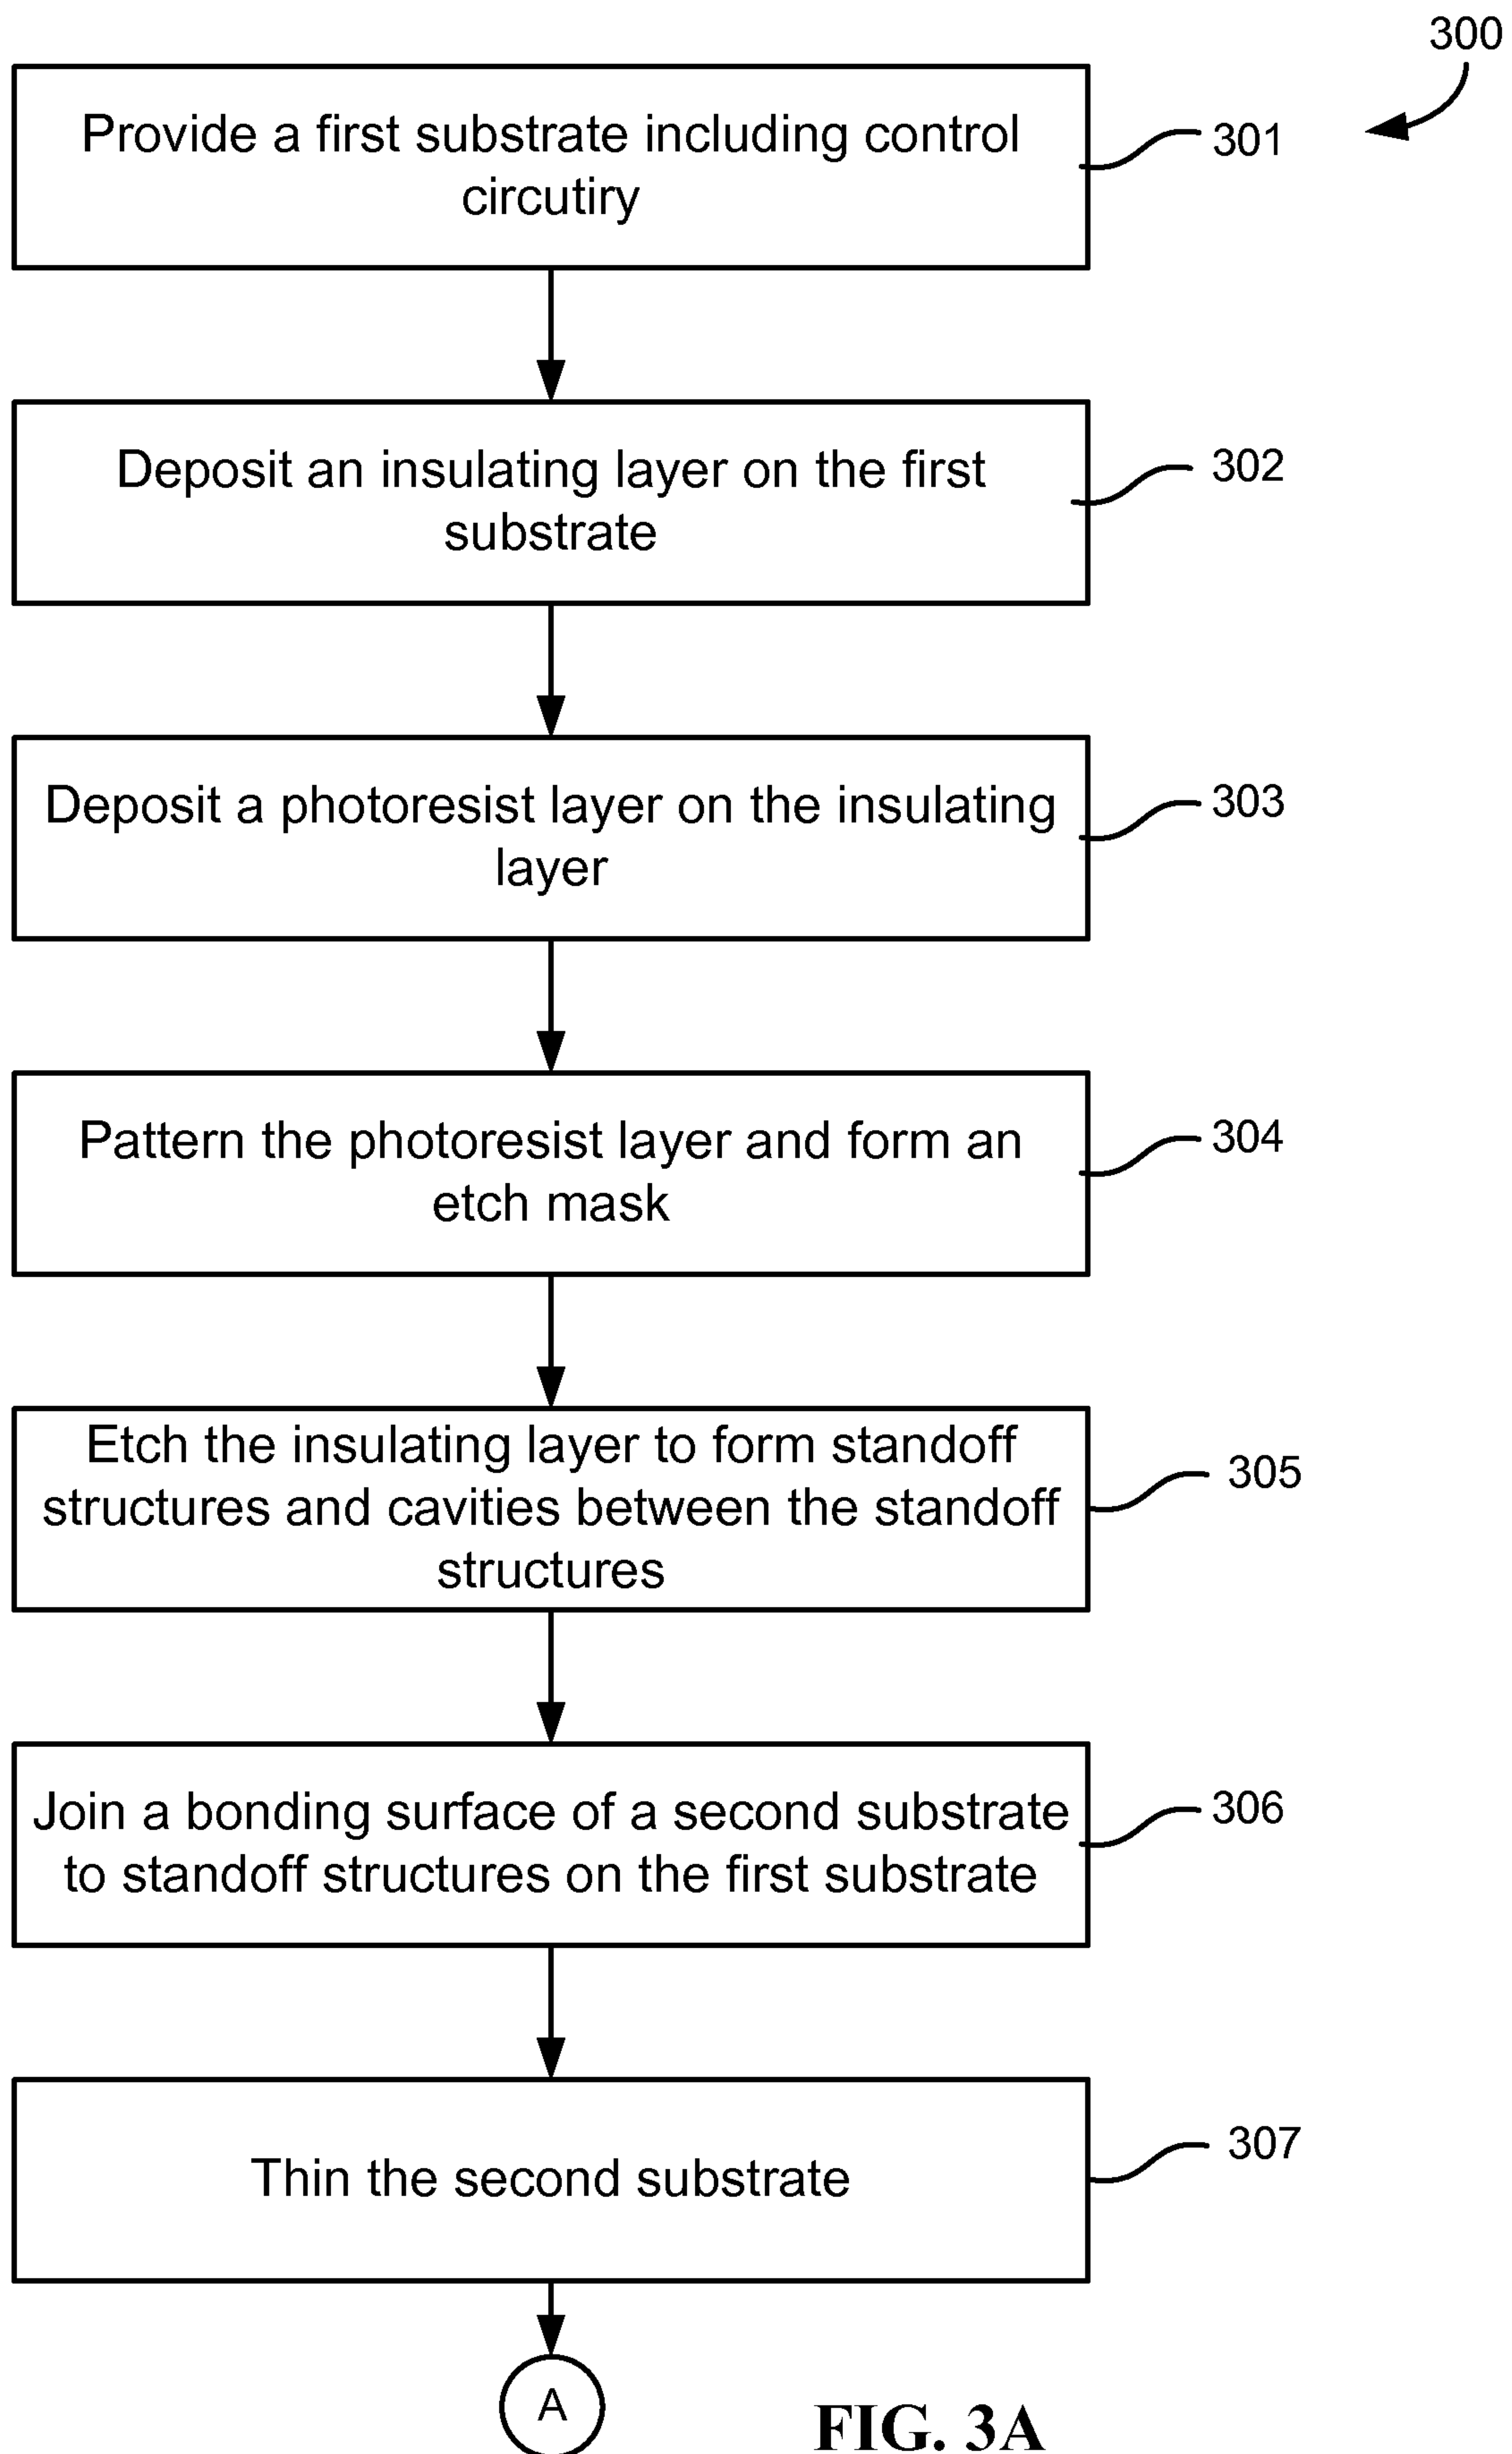 300
Provide a first substrate including control
circutiry
301
Deposit an insulating layer on the first
substrate
302
Deposit a photoresist layer on the insulating
layer
303
Pattern the photoresist layer and form an
etch mask
304
Etch the insulating layer to form standoff
structures and cavities between the standoff
structures
305
Join a bonding surface of a second substrate
to standoff structures on the first substrate
306
Thin the second substrate
307
A
FIG. 3A